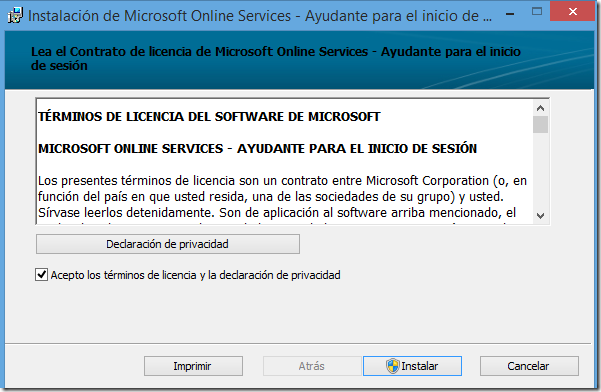 Instalación de Microsoft Online Services - Ayudante para el inicio de ...
Lea el Contrato de licencia de Microsoft Online Services - Ayudante para el inicio
de sesión
TÉRMINOS DE LICENCIA DEL SOFTWARE DE MICROSOFT
MICROSOFT ONLINE SERVICES - AYUDANTE PARA EL INICIO DE SESIÓN
Los presentes términos de licencia son un contrato entre Microsoft Corporation (o, en
función del país en que usted resida, una de las sociedades de su grupo) y usted.
Sírvase leerlos detenidamente. Son de aplicación al software arriba mencionado, el
Declaración de privacidad
Acepto los términos de licencia y la declaración de privacidad
Imprimir
Atrás
Instalar
Cancelar